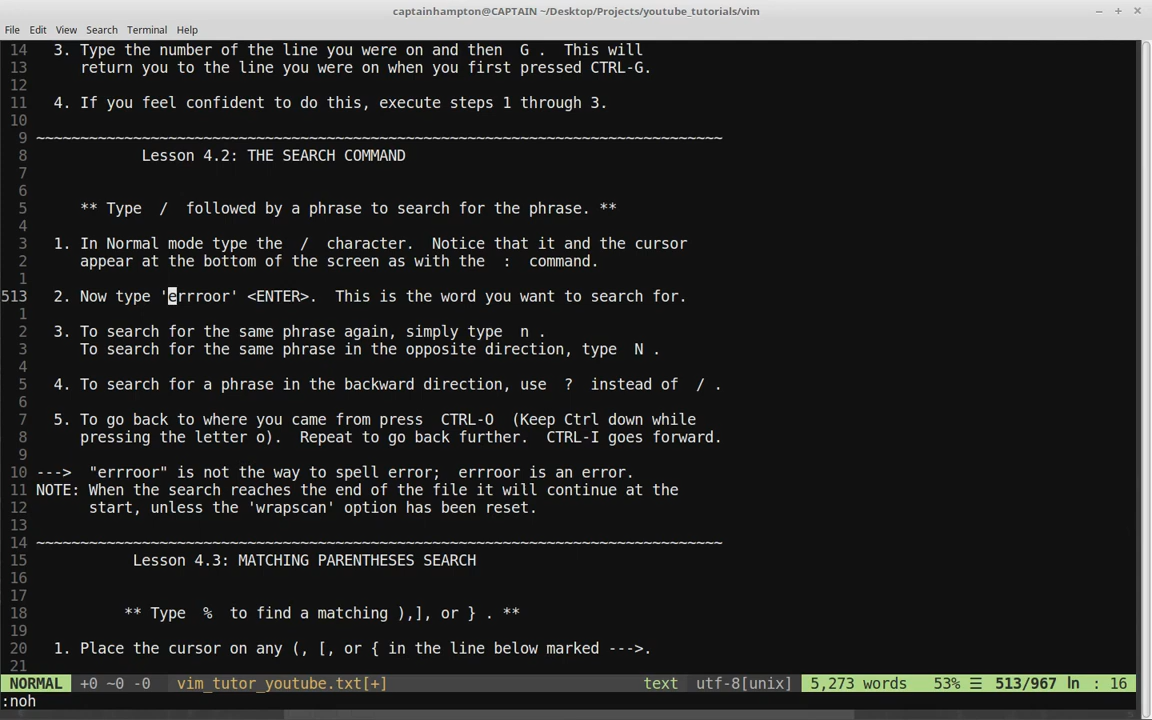 captainhampton@CAPTAIN ~/Desktop/Projects/youtube_tutorials/vim
File Edit View Search Terminal Help
14 3. Type the number of the line you were on and then G . This will
13 return you to the line you were on when you first pressed CTRL-G.
12
11 4. If you feel confident to do this, execute steps 1 through 3.
10
9 ~~~~~~~~~~~~~~~~~~~~~~~~~~~~~~~~~~~~~~~~~~~~~~~~~~~~~~~~~~~~~~~~~~~~~~~~~~~~~~
8 Lesson 4.2: THE SEARCH COMMAND
7
6
5 ** Type / followed by a phrase to search for the phrase. **
4
3 1. In Normal mode type the / character. Notice that it and the cursor
2 appear at the bottom of the screen as with the : command.
1
513 2. Now type 'errroor' <ENTER>. This is the word you want to search for.
1
2 3. To search for the same phrase again, simply type n .
3 To search for the same phrase in the opposite direction, type N .
4
5 4. To search for a phrase in the backward direction, use ? instead of / .
6
7 5. To go back to where you came from press CTRL-O (Keep Ctrl down while
8 pressing the letter o). Repeat to go back further. CTRL-I goes forward.
9
10 ---> "errroor" is not the way to spell error; errroor is an error.
11 NOTE: When the search reaches the end of the file it will continue at the
12 start, unless the 'wrapscan' option has been reset.
13
14 ~~~~~~~~~~~~~~~~~~~~~~~~~~~~~~~~~~~~~~~~~~~~~~~~~~~~~~~~~~~~~~~~~~~~~~~~~~~~~~
15 Lesson 4.3: MATCHING PARENTHESES SEARCH
16
17
18 ** Type % to find a matching ),], or } . **
19
20 1. Place the cursor on any (, [, or { in the line below marked --->.
21
NORMAL +0 ~0 -0 vim_tutor_youtube.txt[+] text utf-8[unix] 5,273 words 53% ☰ 513/967 ln : 16
:noh